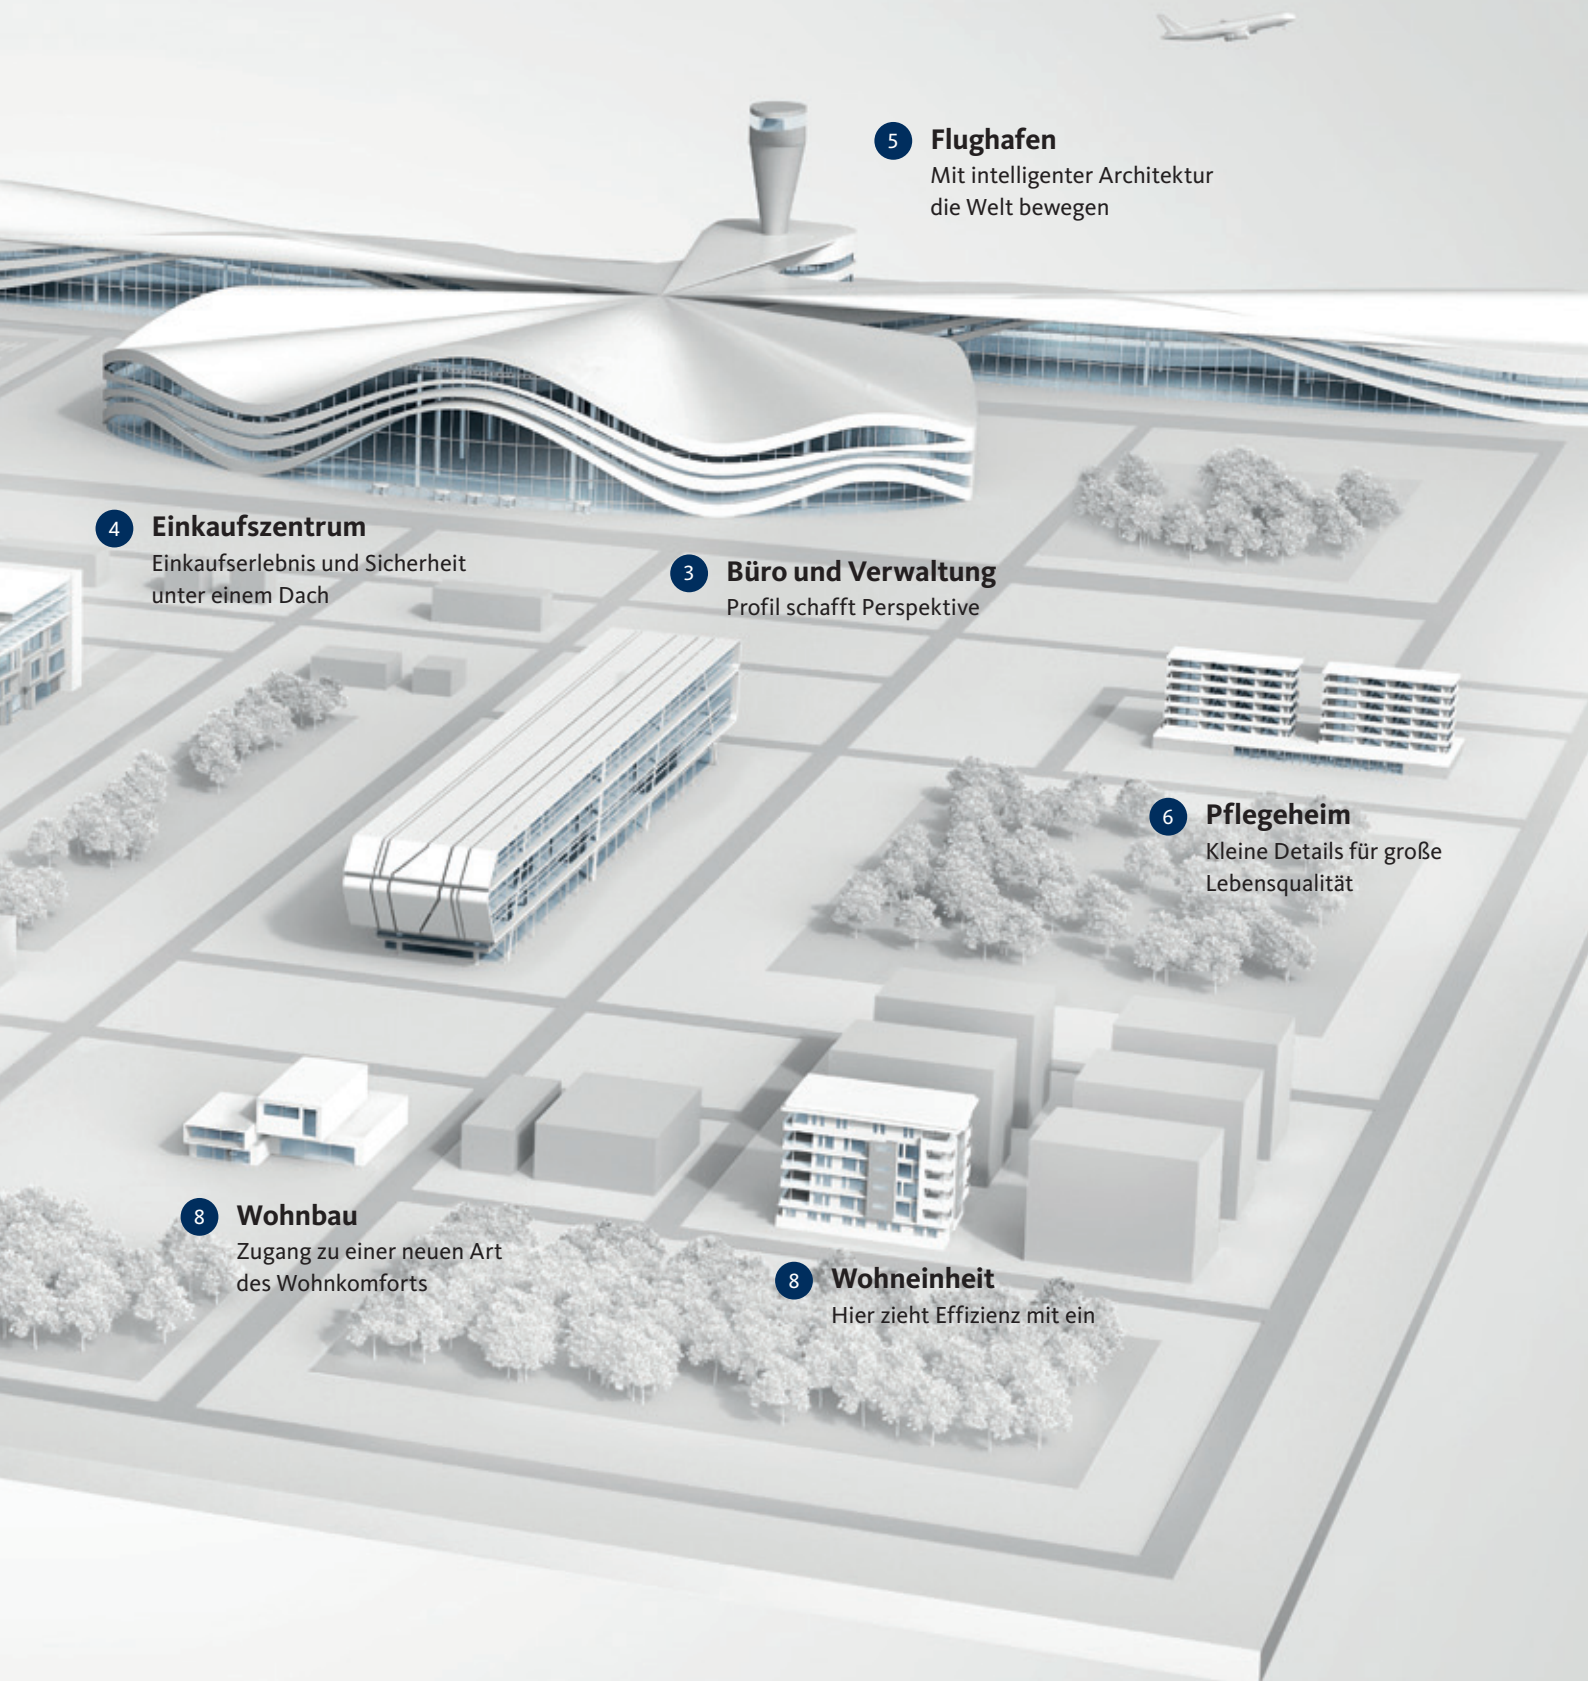 5 Flughafen
Mit intelligenter Architektur
die Welt bewegen
4 Einkaufszentrum
Einkaufserlebnis und Sicherheit
unter einem Dach
3 Büro und Verwaltung
Profil schafft Perspektive
6 Pflegeheim
Kleine Details für große
Lebensqualität
8 Wohnbau
Zugang zu einer neuen Art
des Wohnkomforts
8 Wohneinheit
Hier zieht Effizienz mit ein